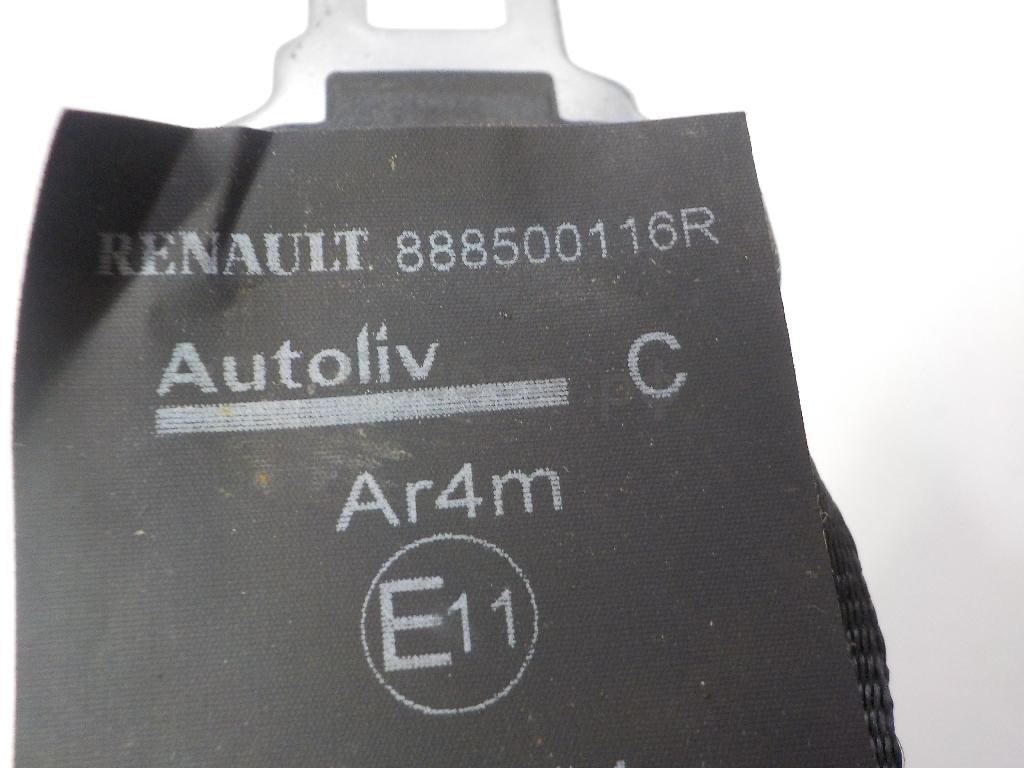 RENAULT 888500116R
Autoliv C
Ar4m
E11